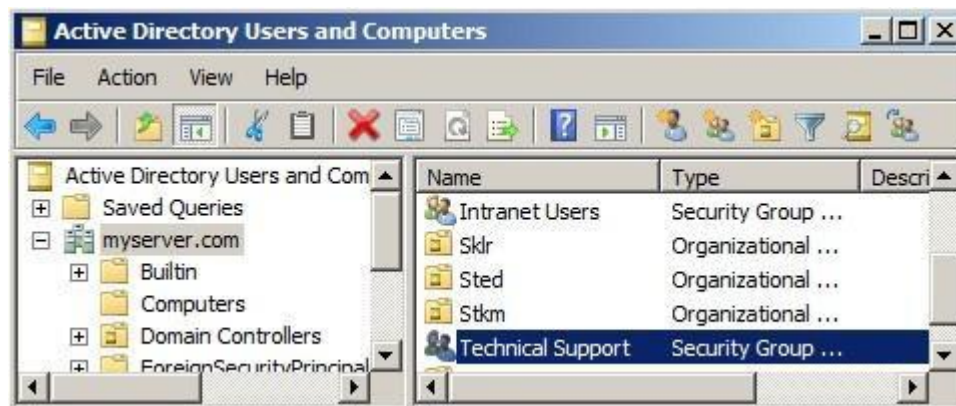 Active Directory Users and Computers
File Action View Help
Active Directory Users and Com
Saved Queries
myserver.com
Builtin
Computers
Domain Controllers
ForeignSecurityPrincipal
Name Type Descri
Intranet Users Security Group ...
Sklr Organizational ...
Sted Organizational ...
Stkm Organizational ...
Technical Support Security Group ...